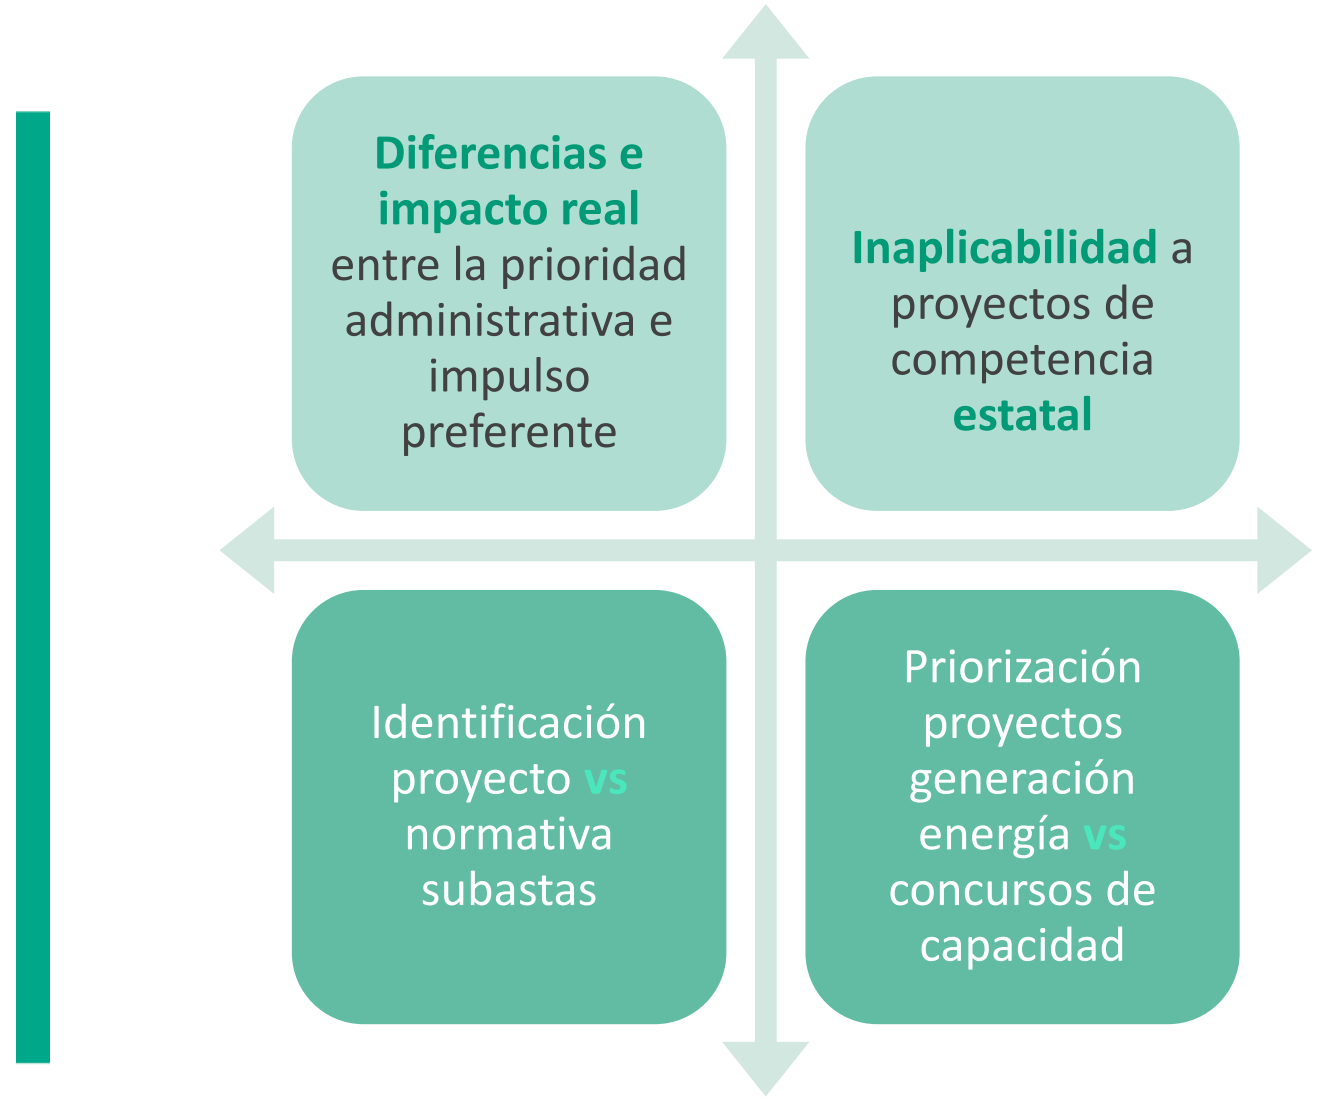 Diferencias e
impacto real
entre la prioridad
administrativa e
impulso
preferente
Inaplicabilidad a
proyectos de
competencia
estatal
Identificación
proyecto vs
normativa
subastas
Priorización
proyectos
generación
energía vs
concursos de
capacidad